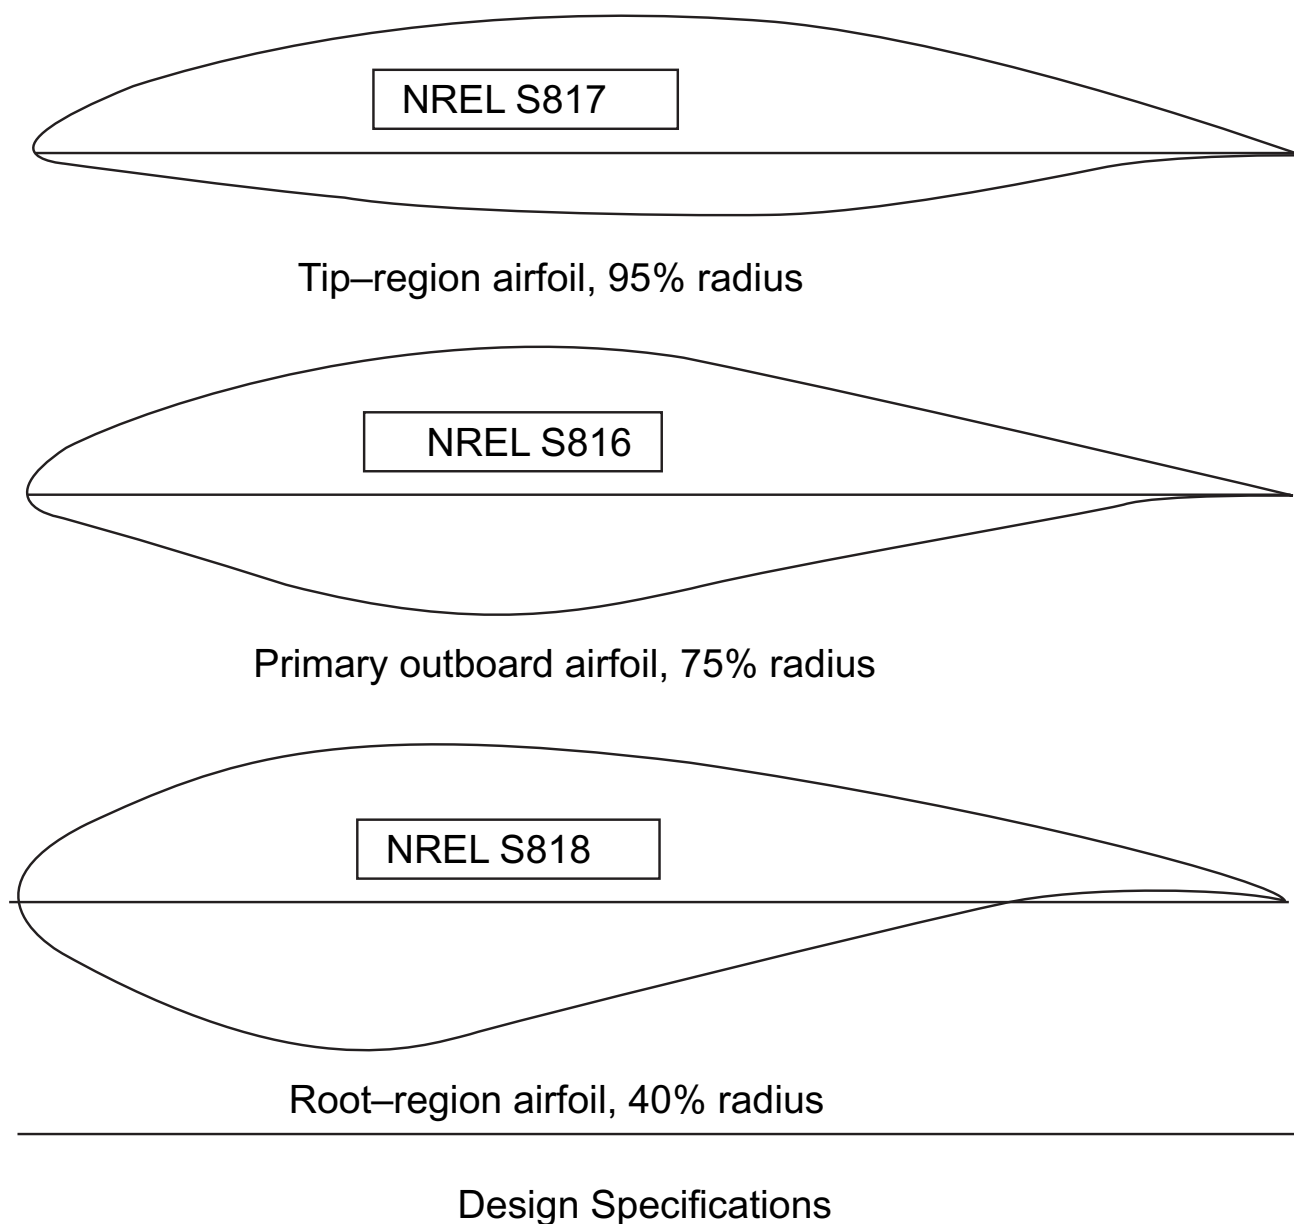 NREL S817
Tip–region airfoil, 95% radius
NREL S816
Primary outboard airfoil, 75% radius
NREL S818
Root–region airfoil, 40% radius
Design Specifications